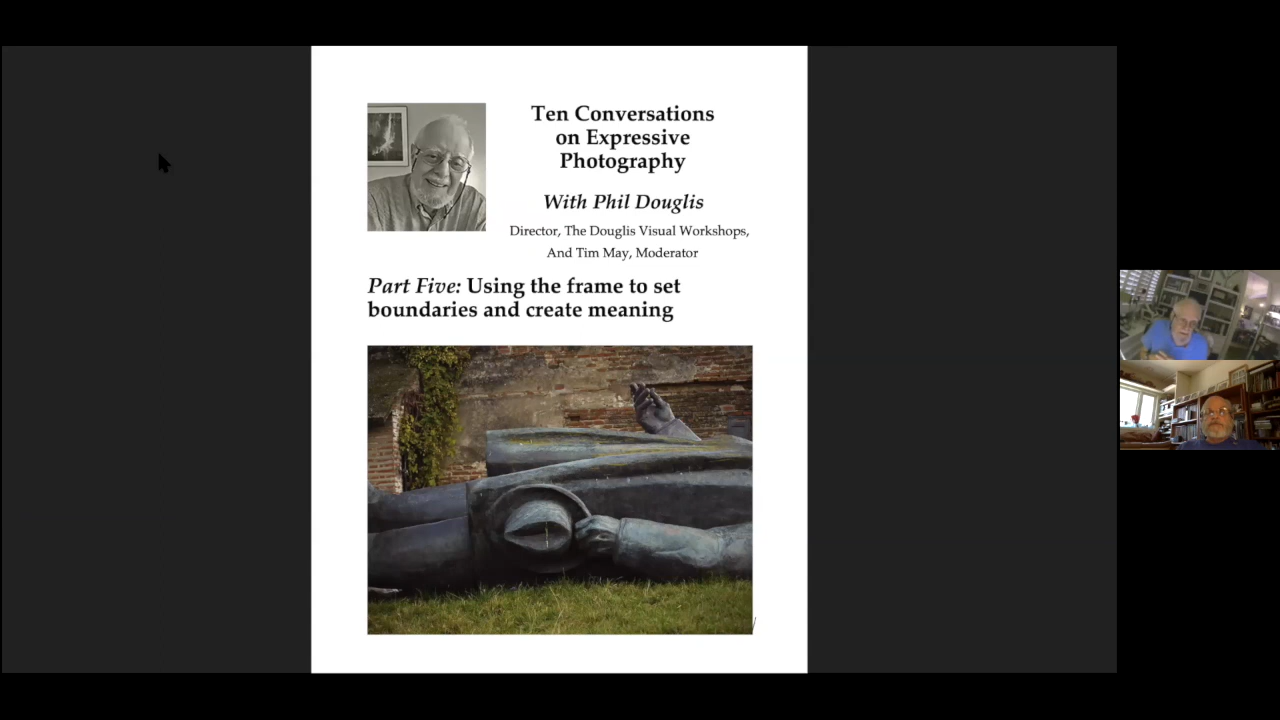 Ten Conversations
on Expressive
Photography
With Phil Douglis
Director, The Douglis Visual Workshops,
And Tim May, Moderator
Part Five: Using the frame to set
boundaries and create meaning